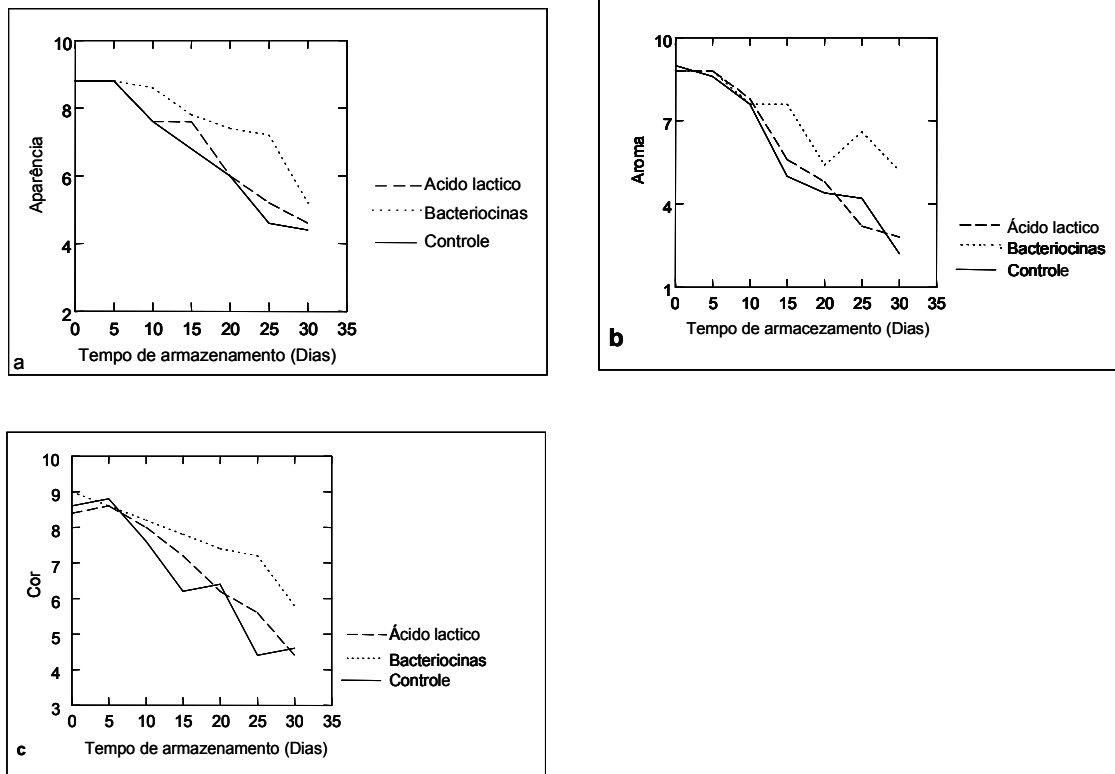 10
8
6
4
2
Aparência
0 5 10 15 20 25 30 35
Tempo de armazenamento (Dias)
Acido lactico
Bacteriocinas
Controle
a
10
7
4
1
Aroma
0 5 10 15 20 25 30 35
Tempo de armacezamento (Dias)
Ácido lactico
Bacteriocinas
Controle
b
10
9
8
7
6
5
4
3
Cor
0 5 10 15 20 25 30 35
Tempo de armazenamento (Dias)
Ácido lactico
Bacteriocinas
Controle
c